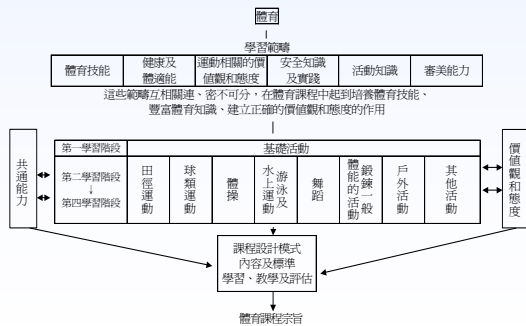 體育
學習範疇
體育技能
健康及
體適能
運動相關的價
值觀和態度
安全知識
及實踐
活動知識
審美能力
這些範疇互相關連、密不可分，在體育課程中起到培養體育技能、
豐富體育知識、建立正確的價值觀和態度的作用
共通能力
第一學習階段
基礎活動
第二學習階段
↓
第四學習階段
田徑運動
球類運動
體操
游泳及
水上運動
舞蹈
鍛鍊一般
體能的活動
戶外活動
其他活動
價值觀和態度
課程設計模式
內容及標準
學習、教學及評估
體育課程宗旨